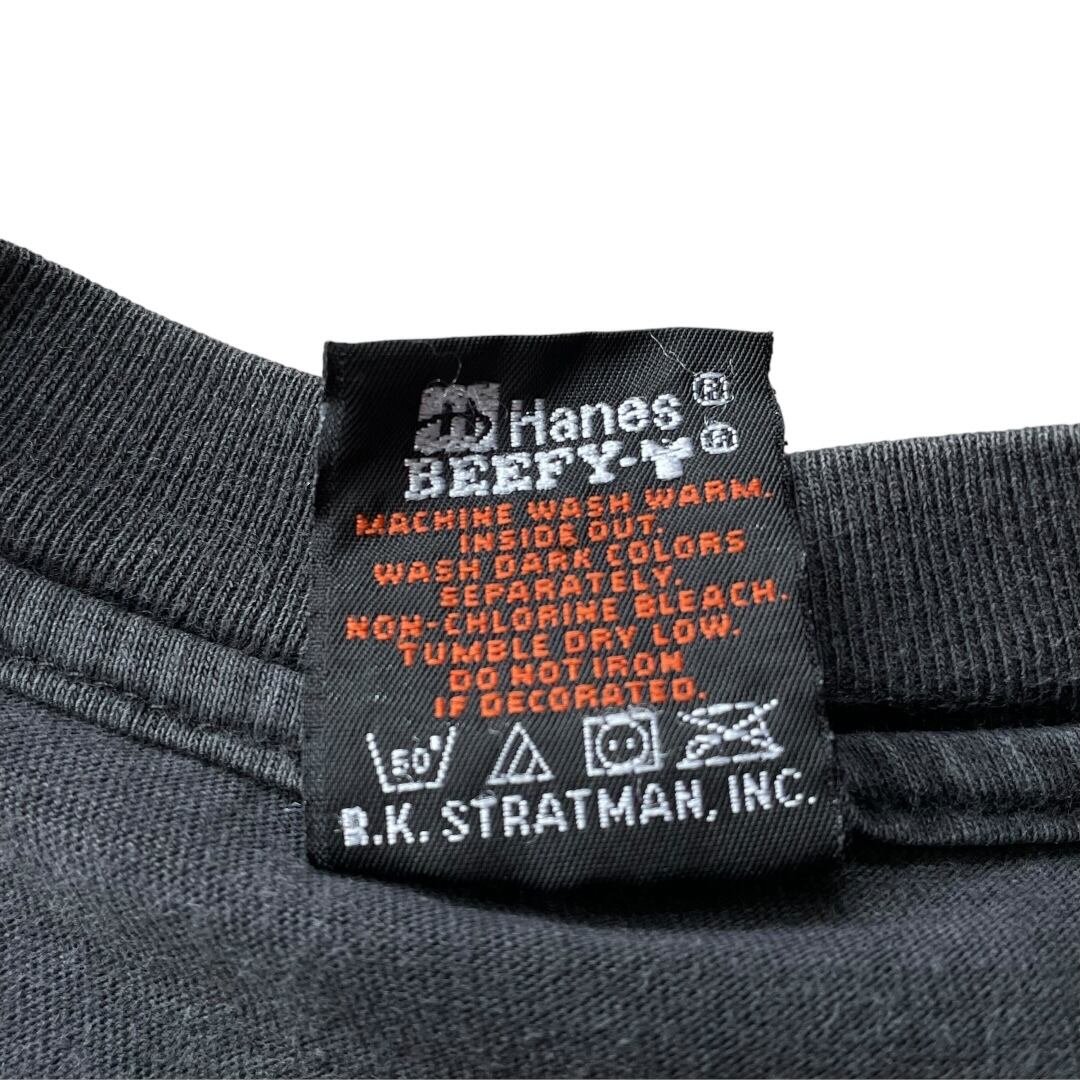 Hanes®
BEEFY-T®
MACHINE WASH WARM.
INSIDE OUT.
WASH DARK COLORS
SEPARATELY.
NON-CHLORINE BLEACH.
TUMBLE DRY LOW.
DO NOT IRON
IF DECORATED.
50°
R.K. STRATMAN, INC.